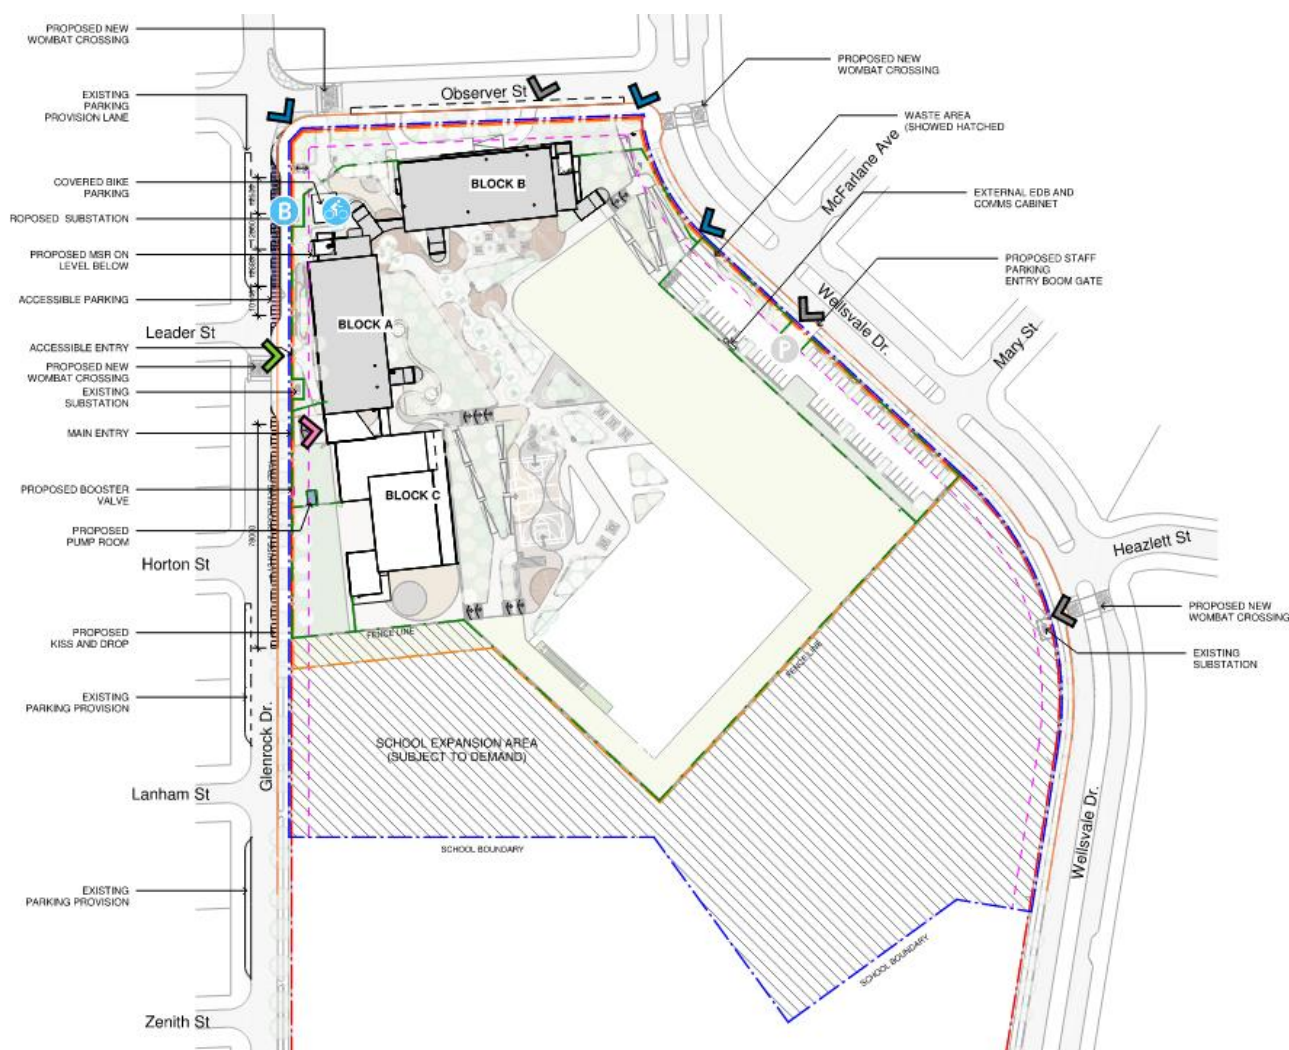 PROPOSED NEW
WOMBAT CROSSING
Observer St
PROPOSED NEW
WOMBAT CROSSING
EXISTING
PARKING
PROVISION LANE
WASTE AREA
(SHOWED HATCHED
McFarlane Ave
COVERED BIKE
PARKING
BLOCK B
EXTERNAL EDB AND
COMMS CABINET
B
ROPOSED SUBSTATION
PROPOSED MSR ON
LEVEL BELOW
PROPOSED STAFF
PARKING
ENTRY BOOM GATE
ACCESSIBLE PARKING
Wellsvale Dr.
Leader St
BLOCK A
P
Mary St
ACCESSIBLE ENTRY
PROPOSED NEW
WOMBAT CROSSING
EXISTING
SUBSTATION
MAIN ENTRY
PROPOSED BOOSTER
VALVE
BLOCK C
PROPOSED
PUMP ROOM
78000
Horton St
Heazlett St
PROPOSED NEW
WOMBAT CROSSING
PROPOSED
KISS AND DROP
FENCE LINE
FENCE LINE
EXISTING
SUBSTATION
EXISTING
PARKING PROVISION
Glenrock Dr.
SCHOOL EXPANSION AREA
(SUBJECT TO DEMAND)
Lanham St
Wellsvale Dr.
SCHOOL BOUNDARY
EXISTING
PARKING PROVISION
SCHOOL BOUNDARY
Zenith St